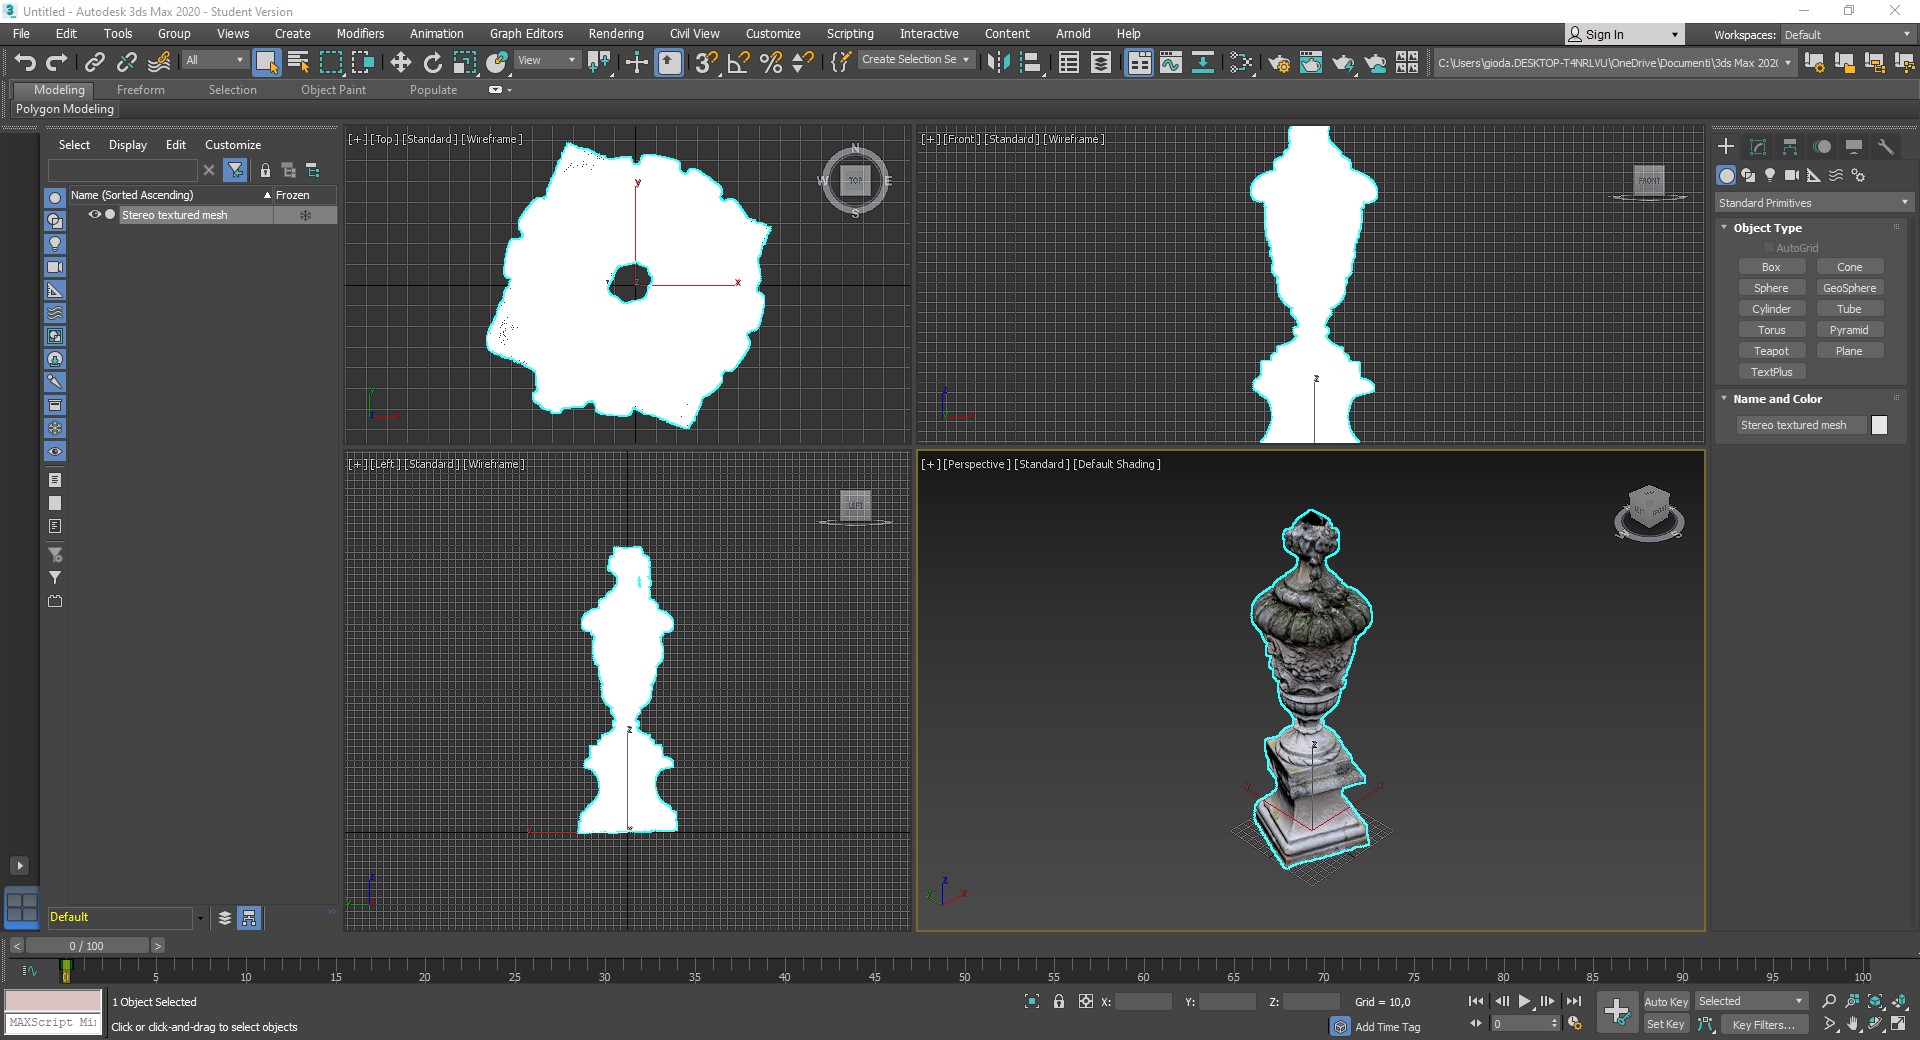 Untitled - Autodesk 3ds Max 2020 - Student Version
File Edit Tools Group Views Create Modifiers Animation Graph Editors Rendering Civil View Customize Scripting Interactive Content Arnold Help
Sign In Workspaces: Default
All View Create Selection Se C:\Users\gioda.DESKTOP-T4NRLVU\OneDrive\Documenti\3ds Max 202(
Modeling Freeform Selection Object Paint Populate
Polygon Modeling
Select Display Edit Customize
Name (Sorted Ascending) Frozen
Stereo textured mesh
[+] [Top] [Standard] [Wireframe]
N
W TOP E
S
y
x
[+] [Front] [Standard] [Wireframe]
FRONT
z
[+] [Left] [Standard] [Wireframe]
LEFT
z
[+] [Perspective] [Standard] [Default Shading]
z
Standard Primitives
Object Type
AutoGrid
Box Cone
Sphere GeoSphere
Cylinder Tube
Torus Pyramid
Teapot Plane
TextPlus
Name and Color
Stereo textured mesh
Default
< 0 / 100 >
0 5 10 15 20 25 30 35 40 45 50 55 60 65 70 75 80 85 90 95 100
1 Object Selected X: Y: Z: Grid = 10,0 Auto Key Selected
MAXScript Mi
Click or click-and-drag to select objects Add Time Tag 0 Set Key Key Filters...